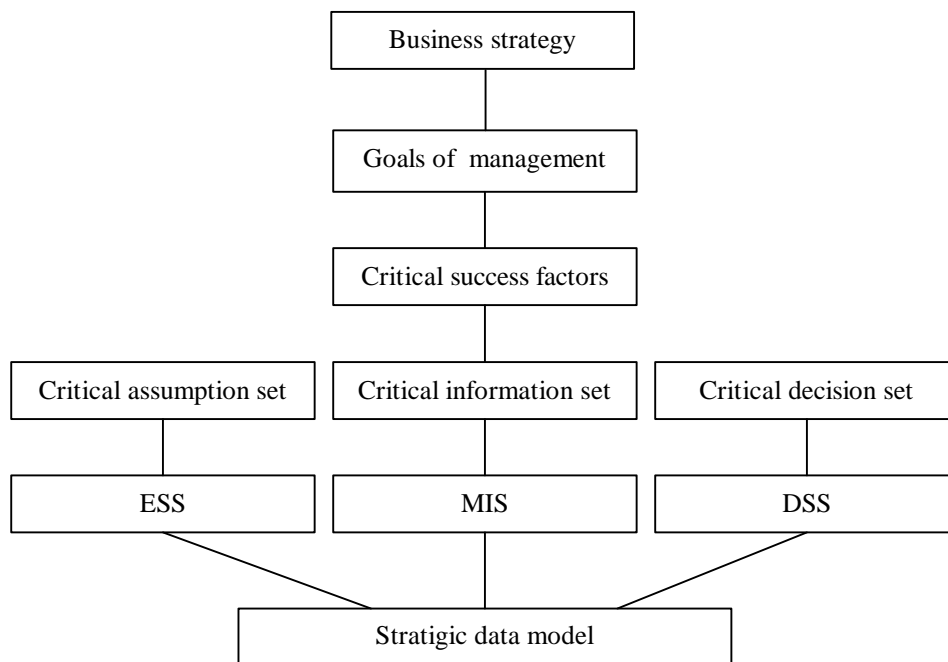 Business strategy
Goals of  management
Critical success factors
Critical assumption set
Critical information set
Critical decision set
ESS
MIS
DSS
Stratigic data model